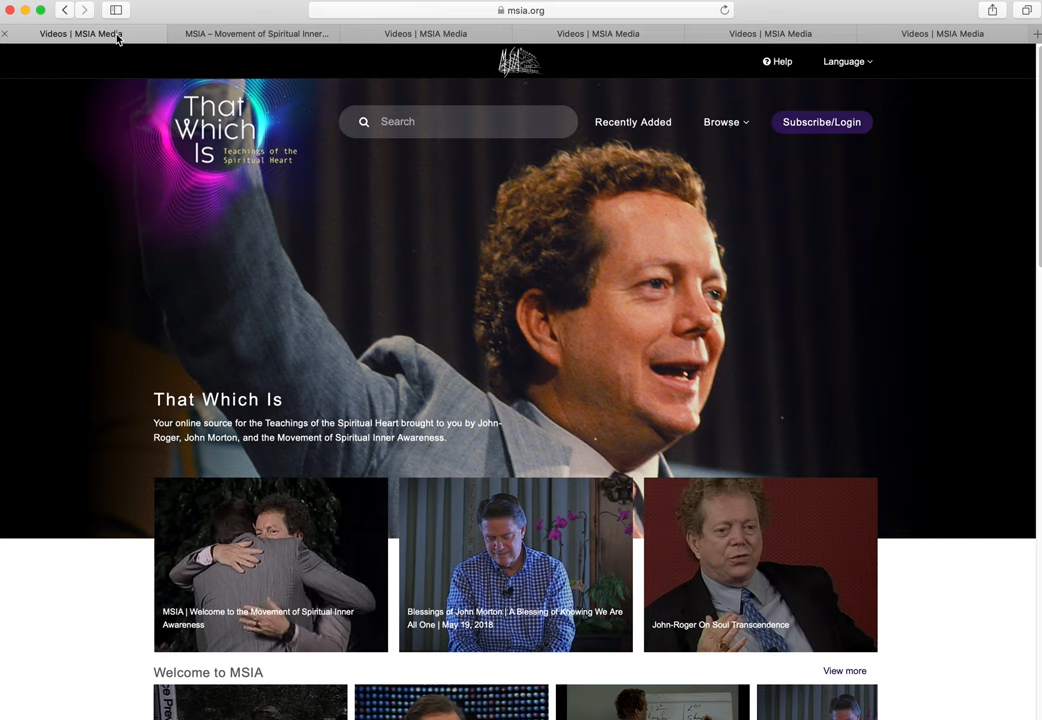 msia.org
Videos | MSIA Media
MSIA – Movement of Spiritual Inner...
Videos | MSIA Media
Videos | MSIA Media
Videos | MSIA Media
Videos | MSIA Media
Help
Language
That
Which
Is
Teachings of the
Spiritual Heart
Search
Recently Added
Browse
Subscribe/Login
That Which Is
Your online source for the Teachings of the Spiritual Heart brought to you by John-
Roger, John Morton, and the Movement of Spiritual Inner Awareness.
MSIA | Welcome to the Movement of Spiritual Inner
Awareness
Blessings of John Morton | A Blessing of Knowing We Are
All One | May 19, 2018
John-Roger On Soul Transcendence
Welcome to MSIA
View more